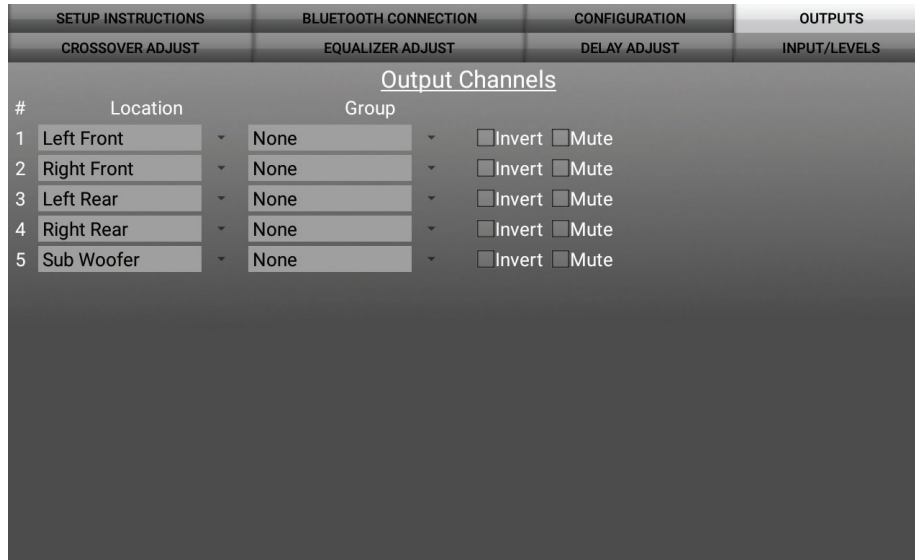 SETUP INSTRUCTIONS BLUETOOTH CONNECTION CONFIGURATION OUTPUTS
CROSSOVER ADJUST EQUALIZER ADJUST DELAY ADJUST INPUT/LEVELS
Output Channels
# Location Group
1 Left Front None Invert Mute
2 Right Front None Invert Mute
3 Left Rear None Invert Mute
4 Right Rear None Invert Mute
5 Sub Woofer None Invert Mute